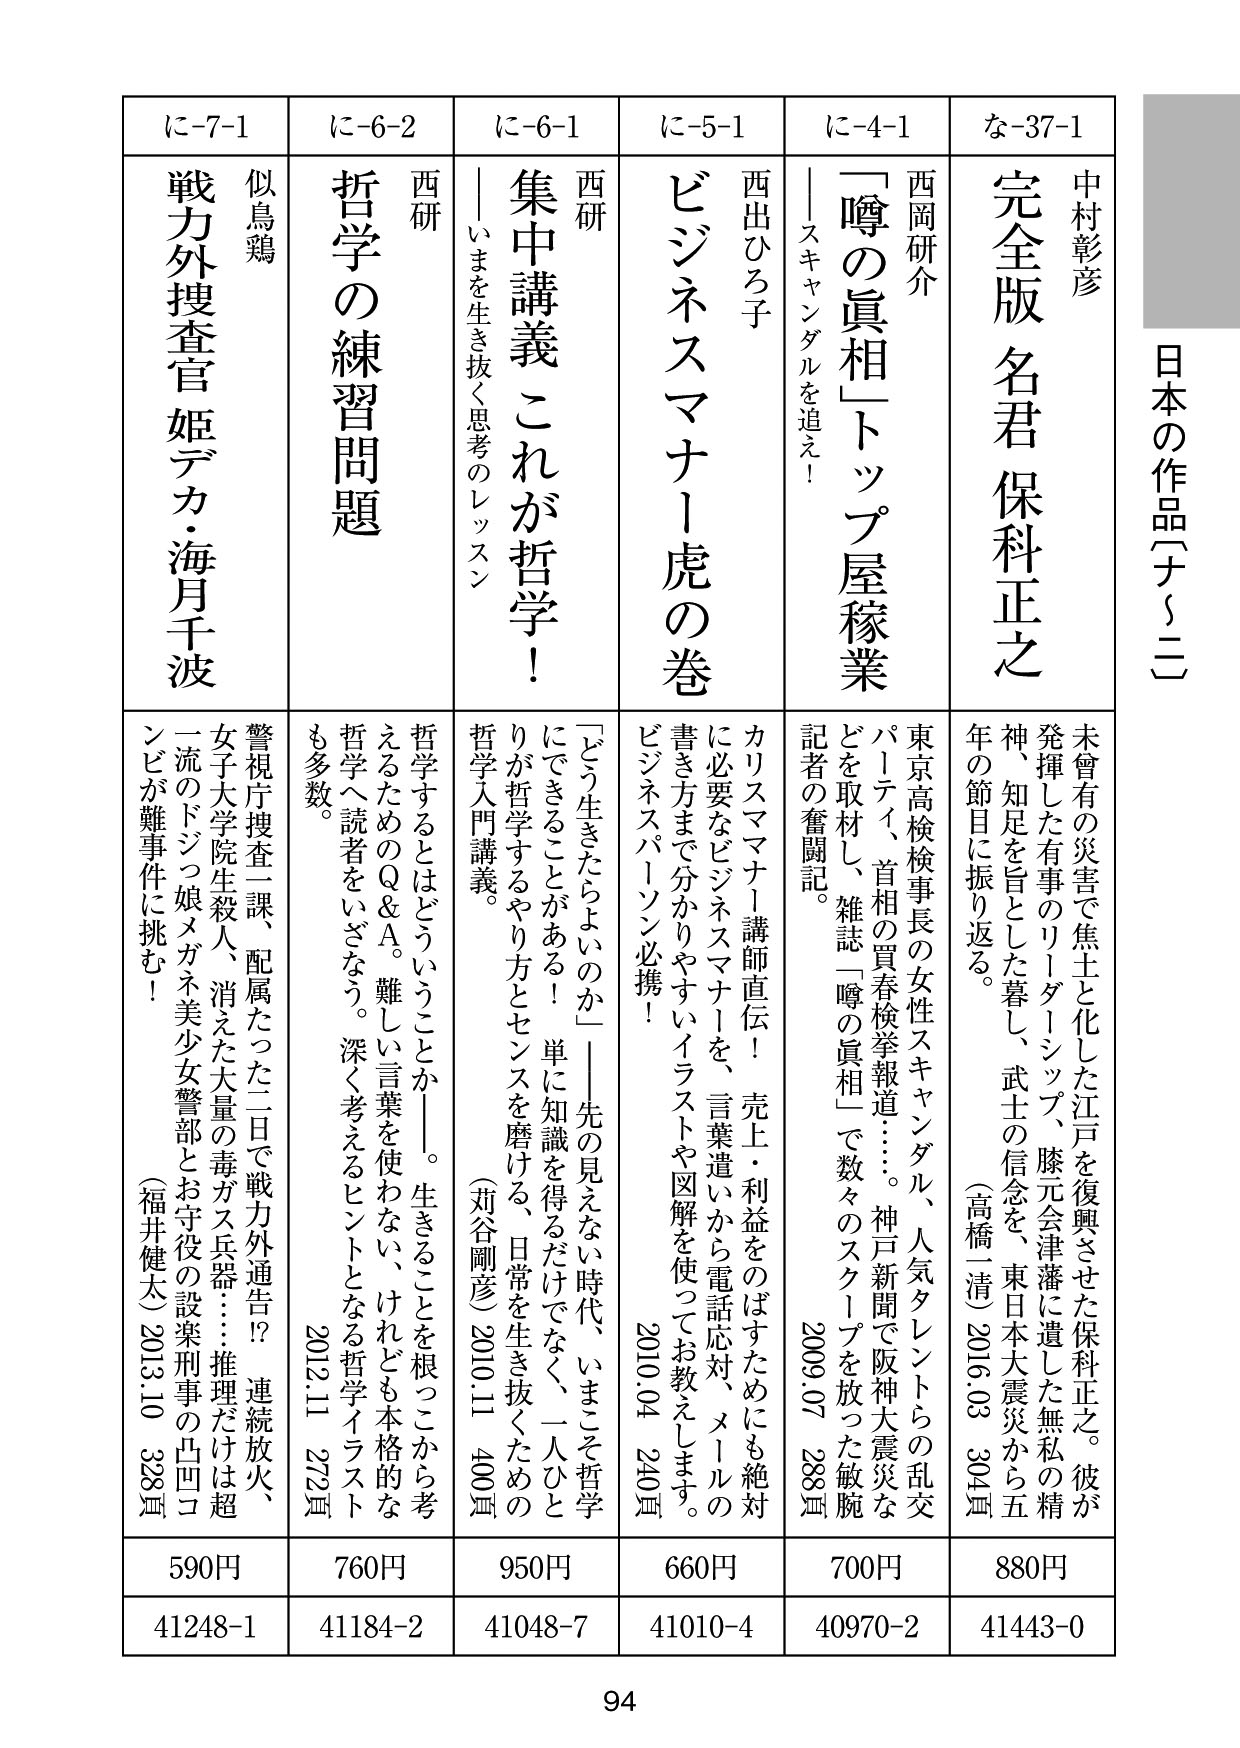 日本の作品〔ナ〜ニ〕
な-37-1
中村彰彦
完全版 名君 保科正之
未曾有の災害で焦土と化した江戸を復興させた保科正之。彼が
発揮した有事のリーダーシップ、膝元会津藩に遺した無私の精
神、知足を旨とした暮し、武士の信念を、東日本大震災から五
年の節目に振り返る。 (高橋一清) 2016.03 304頁
880円
41443-0
に-4-1
西岡研介
「噂の眞相」トップ屋稼業
――スキャンダルを追え!
東京高検検事長の女性スキャンダル、人気タレントらの乱交
パーティ、首相の買春検挙報道……。神戸新聞で阪神大震災な
どを取材し、雑誌「噂の眞相」で数々のスクープを放った敏腕
記者の奮闘記。 2009.07 288頁
700円
40970-2
に-5-1
西出ひろ子
ビジネスマナー虎の巻
カリスママナー講師直伝! 売上・利益をのばすためにも絶対
に必要なビジネスマナーを、言葉遣いから電話応対、メールの
書き方まで分かりやすいイラストや図解を使ってお教えします。
ビジネスパーソン必携! 2010.04 240頁
660円
41010-4
に-6-1
西研
集中講義 これが哲学!
――いまを生き抜く思考のレッスン
「どう生きたらよいのか」――先の見えない時代、いまこそ哲学
にできることがある! 単に知識を得るだけでなく、一人ひと
りが哲学するやり方とセンスを磨ける、日常を生き抜くための
哲学入門講義。 (苅谷剛彦) 2010.11 400頁
950円
41048-7
に-6-2
西研
哲学の練習問題
哲学するとはどういうことか――。生きることを根っこから考
えるためのQ&A。難しい言葉を使わない、けれども本格的な
哲学へ読者をいざなう。深く考えるヒントとなる哲学イラスト
も多数。 2012.11 272頁
760円
41184-2
に-7-1
似鳥鶏
戦力外捜査官 姫デカ・海月千波
警視庁捜査一課、配属たった二日で戦力外通告!? 連続放火、
女子大学院生殺人、消えた大量の毒ガス兵器……推理だけは超
一流のドジっ娘メガネ美少女警部とお守役の設楽刑事の凸凹コ
ンビが難事件に挑む! (福井健太) 2013.10 328頁
590円
41248-1
94